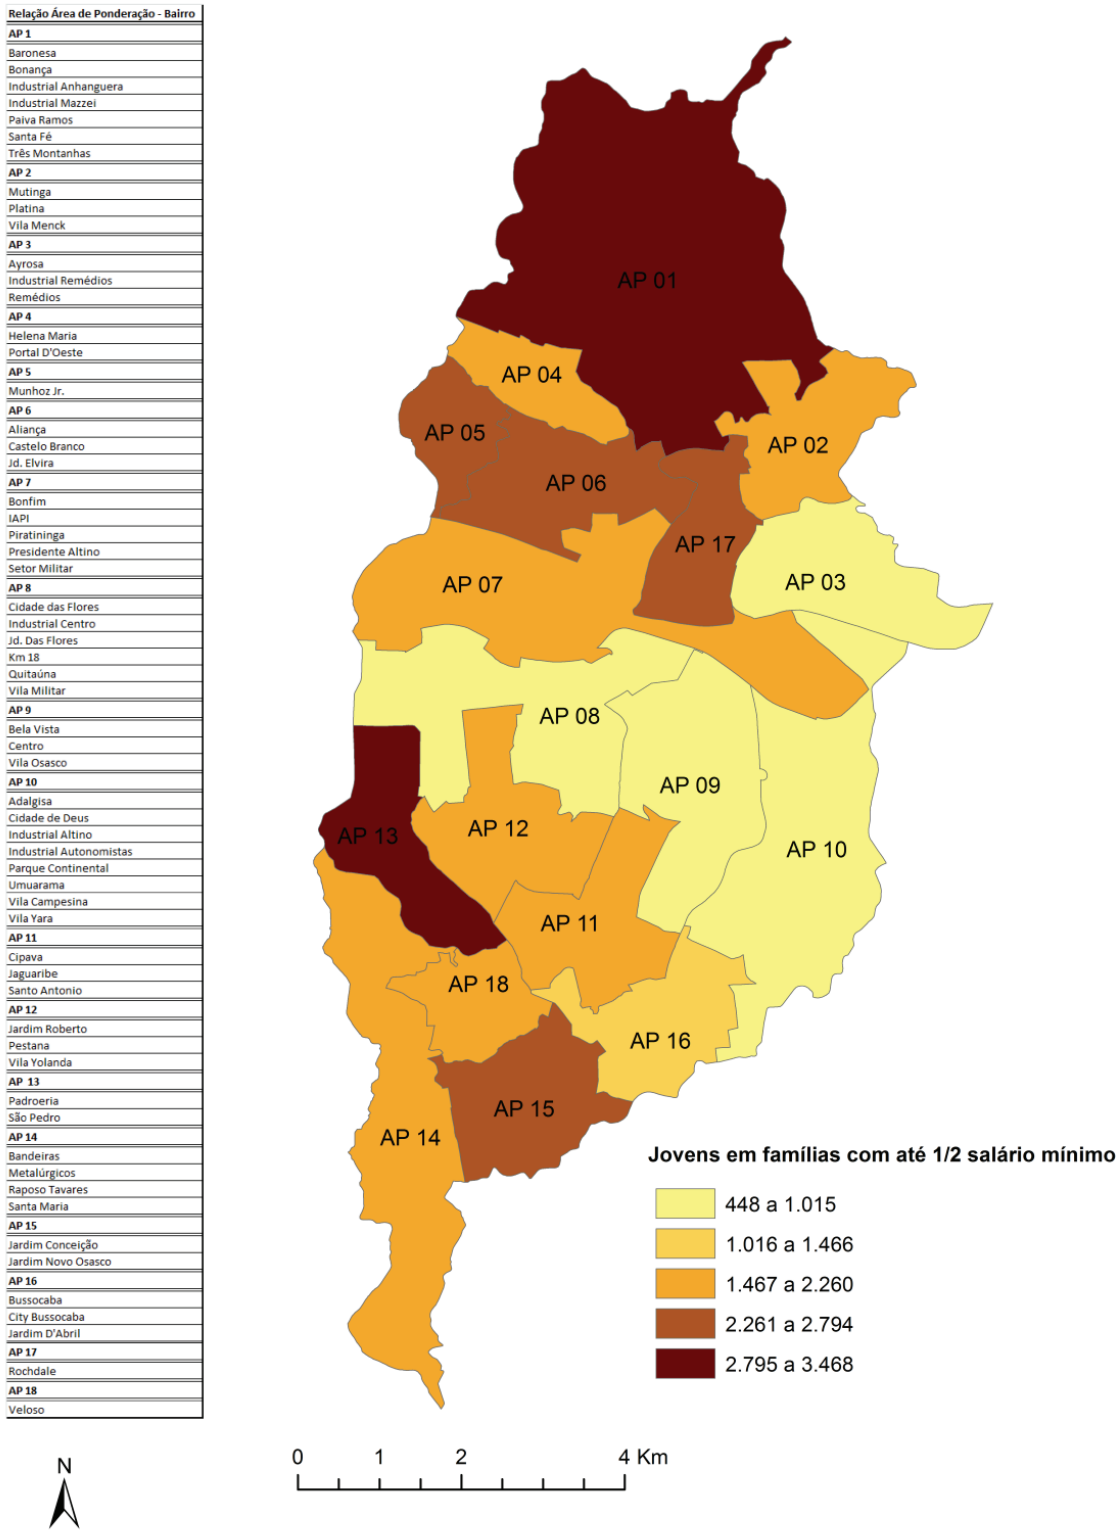 Relação Área de Ponderação - Bairro
AP 1
Baronesa
Bonança
Industrial Anhanguera
Industrial Mazzei
Paiva Ramos
Santa Fé
Três Montanhas
AP 2
Mutinga
Platina
Vila Menck
AP 3
Ayrosa
Industrial Remédios
Remédios
AP 4
Helena Maria
Portal D'Oeste
AP 5
Munhoz Jr.
AP 6
Aliança
Castelo Branco
Jd. Elvira
AP 7
Bonfim
IAPI
Piratininga
Presidente Altino
Setor Militar
AP 8
Cidade das Flores
Industrial Centro
Jd. Das Flores
Km 18
Quitaúna
Vila Militar
AP 9
Bela Vista
Centro
Vila Osasco
AP 10
Adalgisa
Cidade de Deus
Industrial Altino
Industrial Autonomistas
Parque Continental
Umuarama
Vila Campesina
Vila Yara
AP 11
Cipava
Jaguaribe
Santo Antonio
AP 12
Jardim Roberto
Pestana
Vila Yolanda
AP 13
Padroeria
São Pedro
AP 14
Bandeiras
Metalúrgicos
Raposo Tavares
Santa Maria
AP 15
Jardim Conceição
Jardim Novo Osasco
AP 16
Bussocaba
City Bussocaba
Jardim D'Abril
AP 17
Rochdale
AP 18
Veloso
AP 01
AP 04
AP 05
AP 02
AP 06
AP 17
AP 03
AP 07
AP 08
AP 09
AP 13
AP 12
AP 10
AP 11
AP 18
AP 16
AP 15
AP 14
Jovens em famílias com até 1/2 salário mínimo
448 a 1.015
1.016 a 1.466
1.467 a 2.260
2.261 a 2.794
2.795 a 3.468
N
0 1 2 4 Km